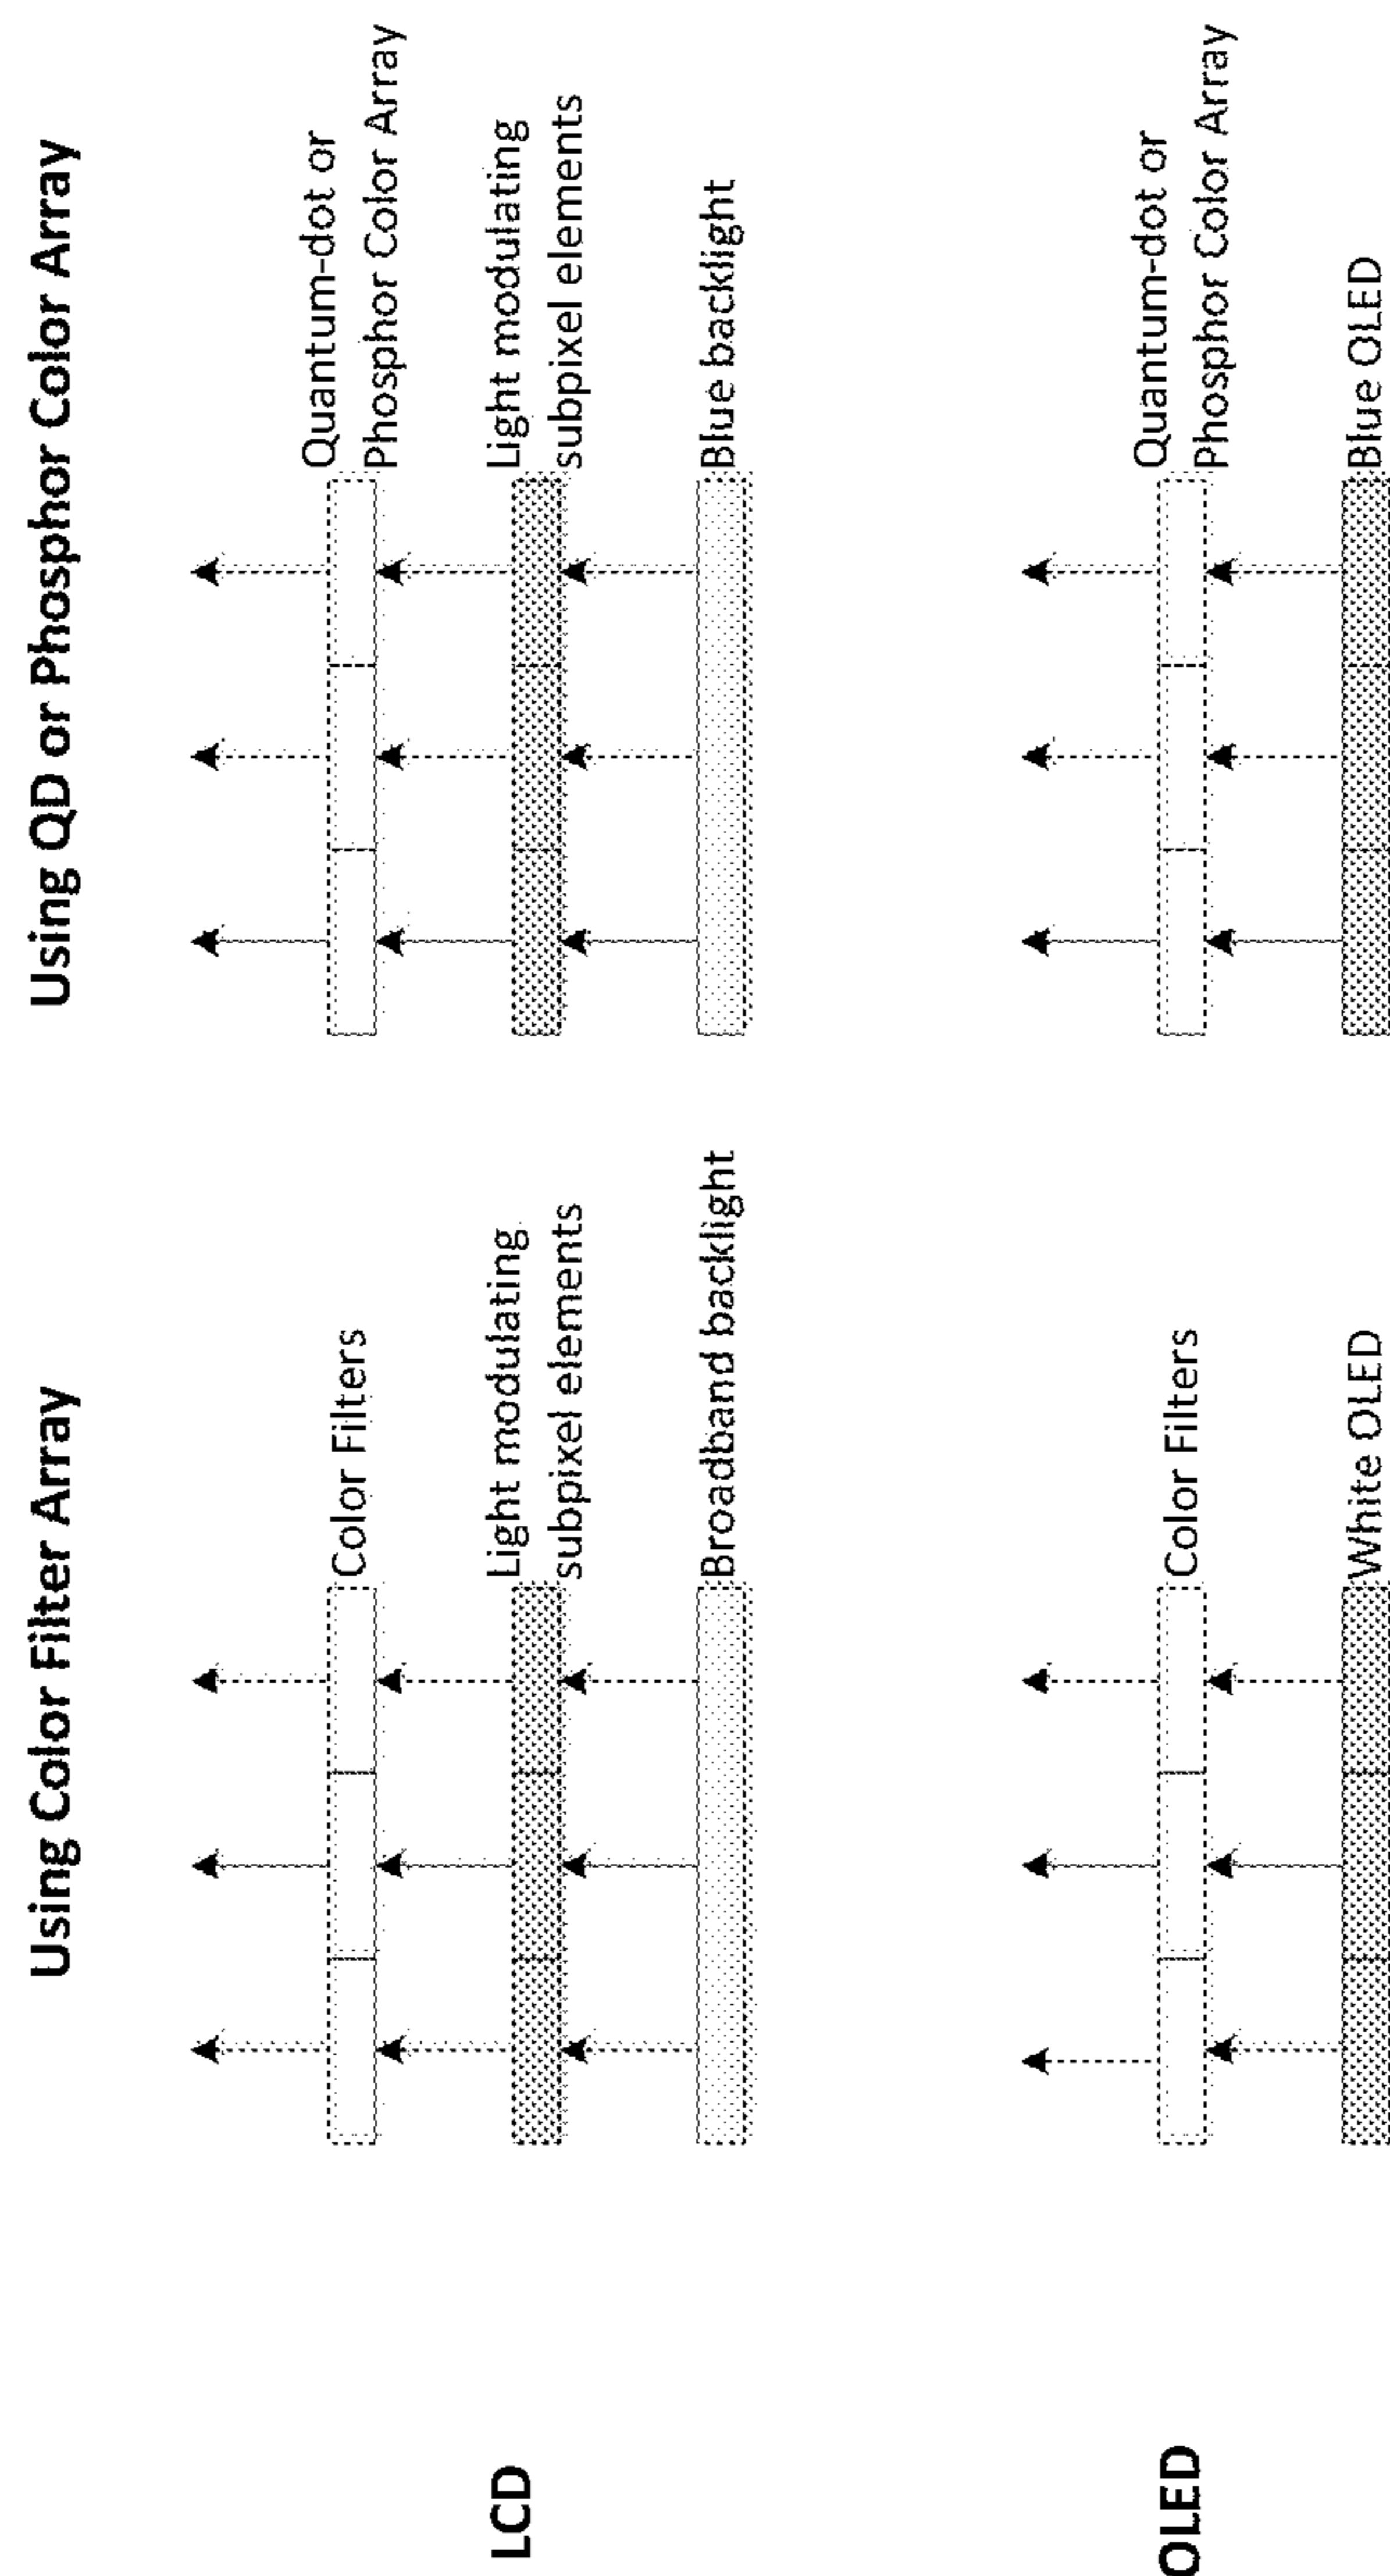 Using Color Filter Array
Using QD or Phosphor Color Array
LCD
Color Filters
Light modulating
subpixel elements
Broadband backlight
Quantum-dot or
Phosphor Color Array
Light modulating
subpixel elements
Blue backlight
OLED
Color Filters
White OLED
Quantum-dot or
Phosphor Color Array
Blue OLED